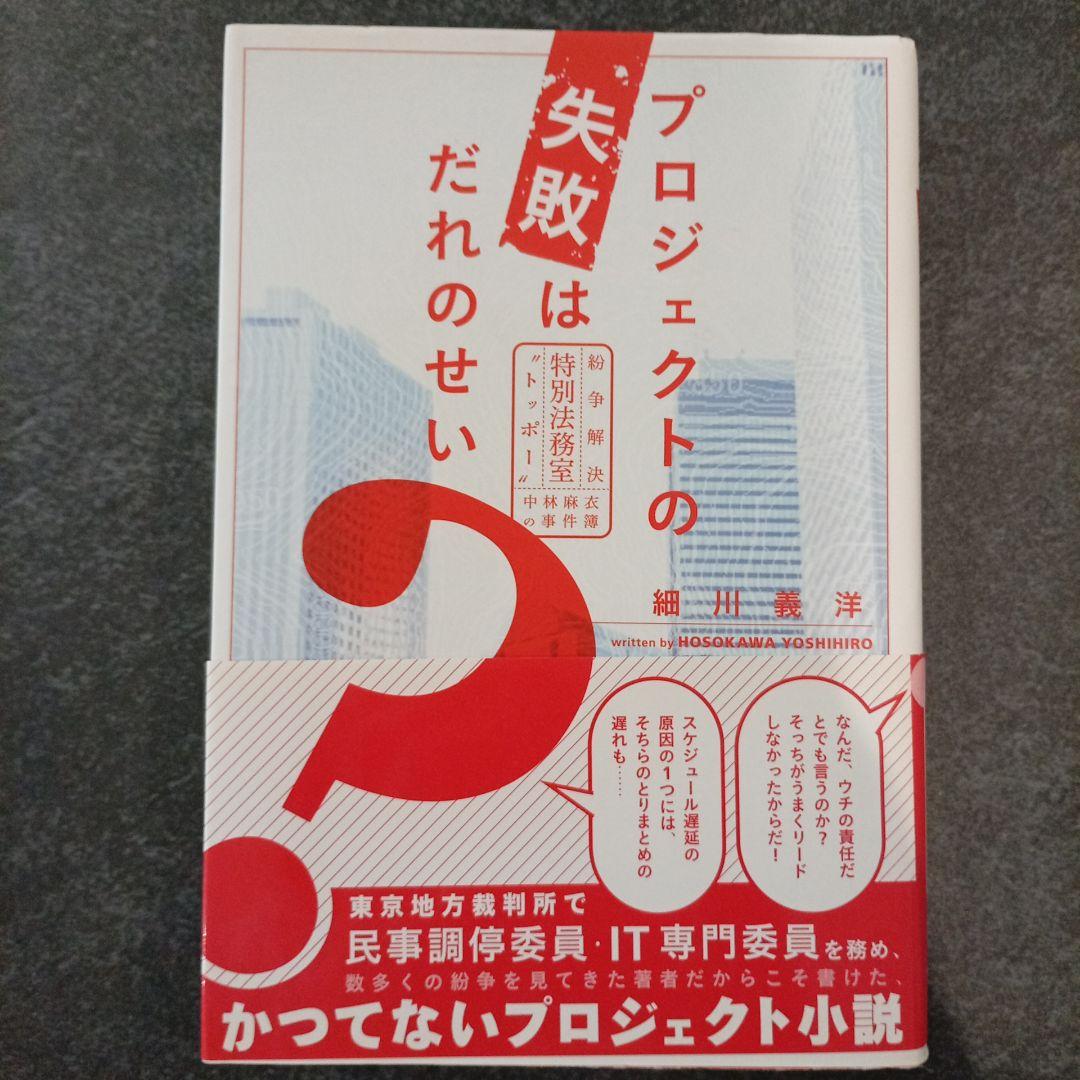 プロジェクトの
失敗は
だれのせい
?
紛争解決
特別法務室
"トッポー"
中林麻衣
の事件簿
細川義洋
written by HOSOKAWA YOSHIHIRO
なんだ、ウチの責任だ
とでも言うのか?
そっちがうまくリード
しなかったからだ!
スケジュール遅延の
原因の1つには、
そちらのとりまとめの
遅れも……
東京地方裁判所で
民事調停委員・IT専門委員を務め、
数多くの紛争を見てきた著者だからこそ書けた、
かつてないプロジェクト小説